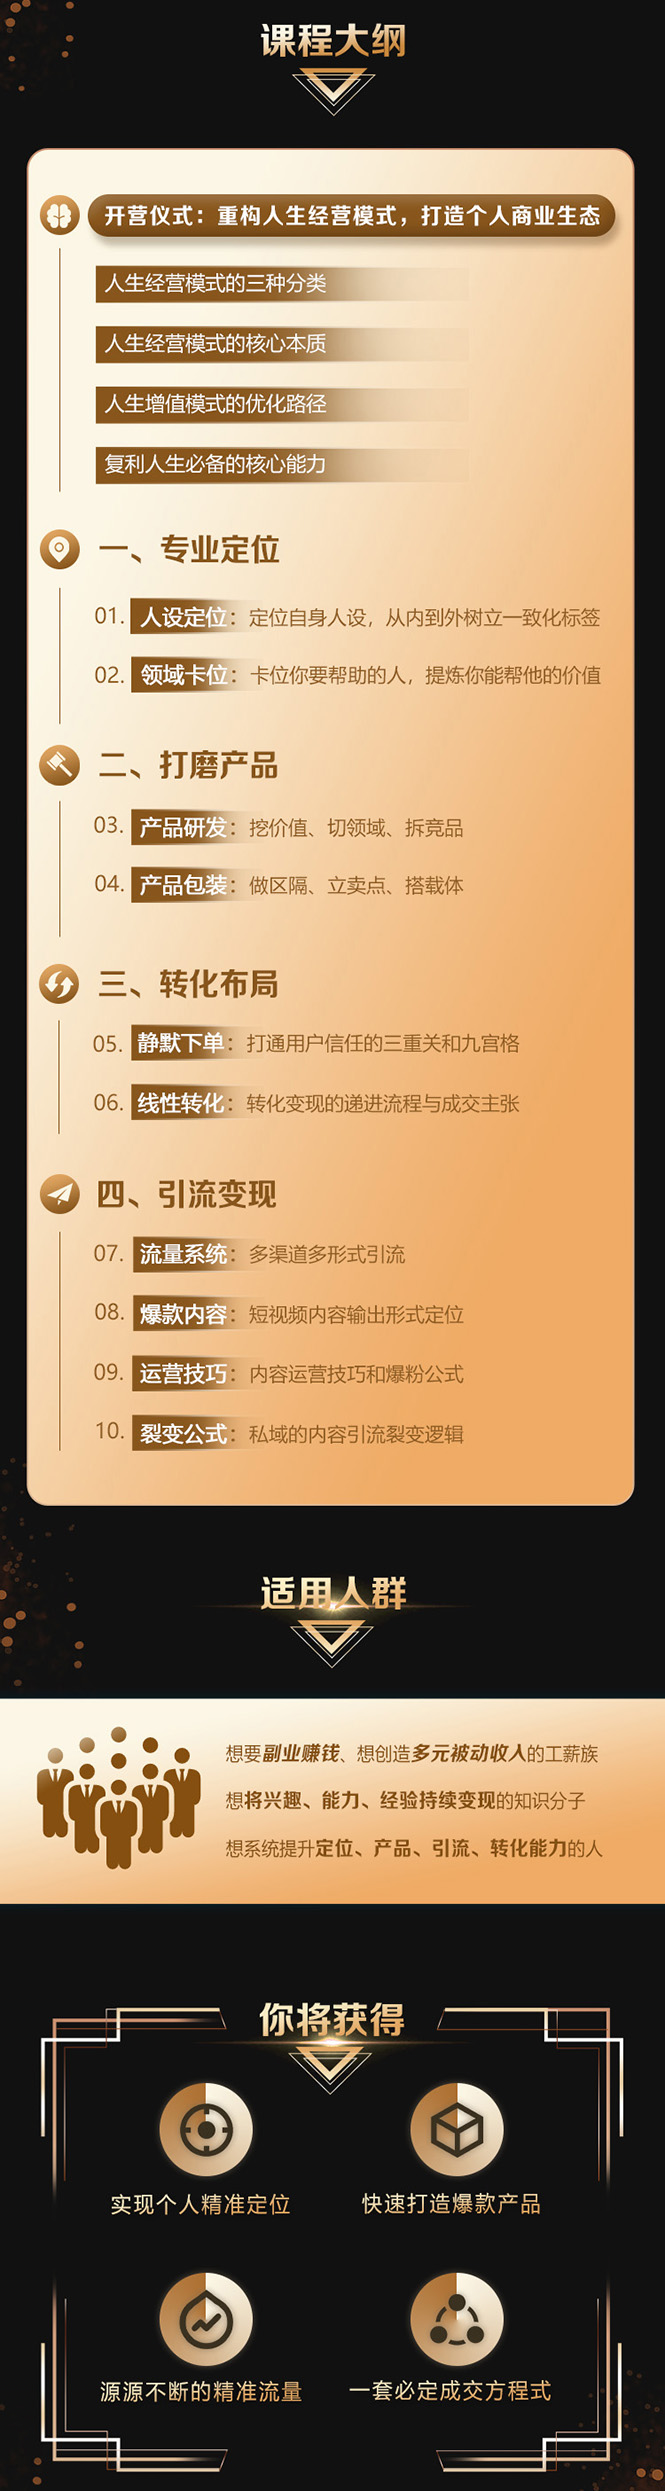 课程大纲
开营仪式：重构人生经营模式，打造个人商业生态
人生经营模式的三种分类
人生经营模式的核心本质
人生增值模式的优化路径
复利人生必备的核心能力
一、专业定位
01. 人设定位：定位自身人设，从内到外树立一致化标签
02. 领域卡位：卡位你要帮助的人，提炼你能帮他的价值
二、打磨产品
03. 产品研发：挖价值、切领域、拆竞品
04. 产品包装：做区隔、立卖点、搭载体
三、转化布局
05. 静默下单：打通用户信任的三重关和九宫格
06. 线性转化：转化变现的递进流程与成交主张
四、引流变现
07. 流量系统：多渠道多形式引流
08. 爆款内容：短视频内容输出形式定位
09. 运营技巧：内容运营技巧和爆粉公式
10. 裂变公式：私域的内容引流裂变逻辑
适用人群
想要副业赚钱、想创造多元被动收入的工薪族
想将兴趣、能力、经验持续变现的知识分子
想系统提升定位、产品、引流、转化能力的人
你将获得
实现个人精准定位
快速打造爆款产品
源源不断的精准流量
一套必定成交方程式